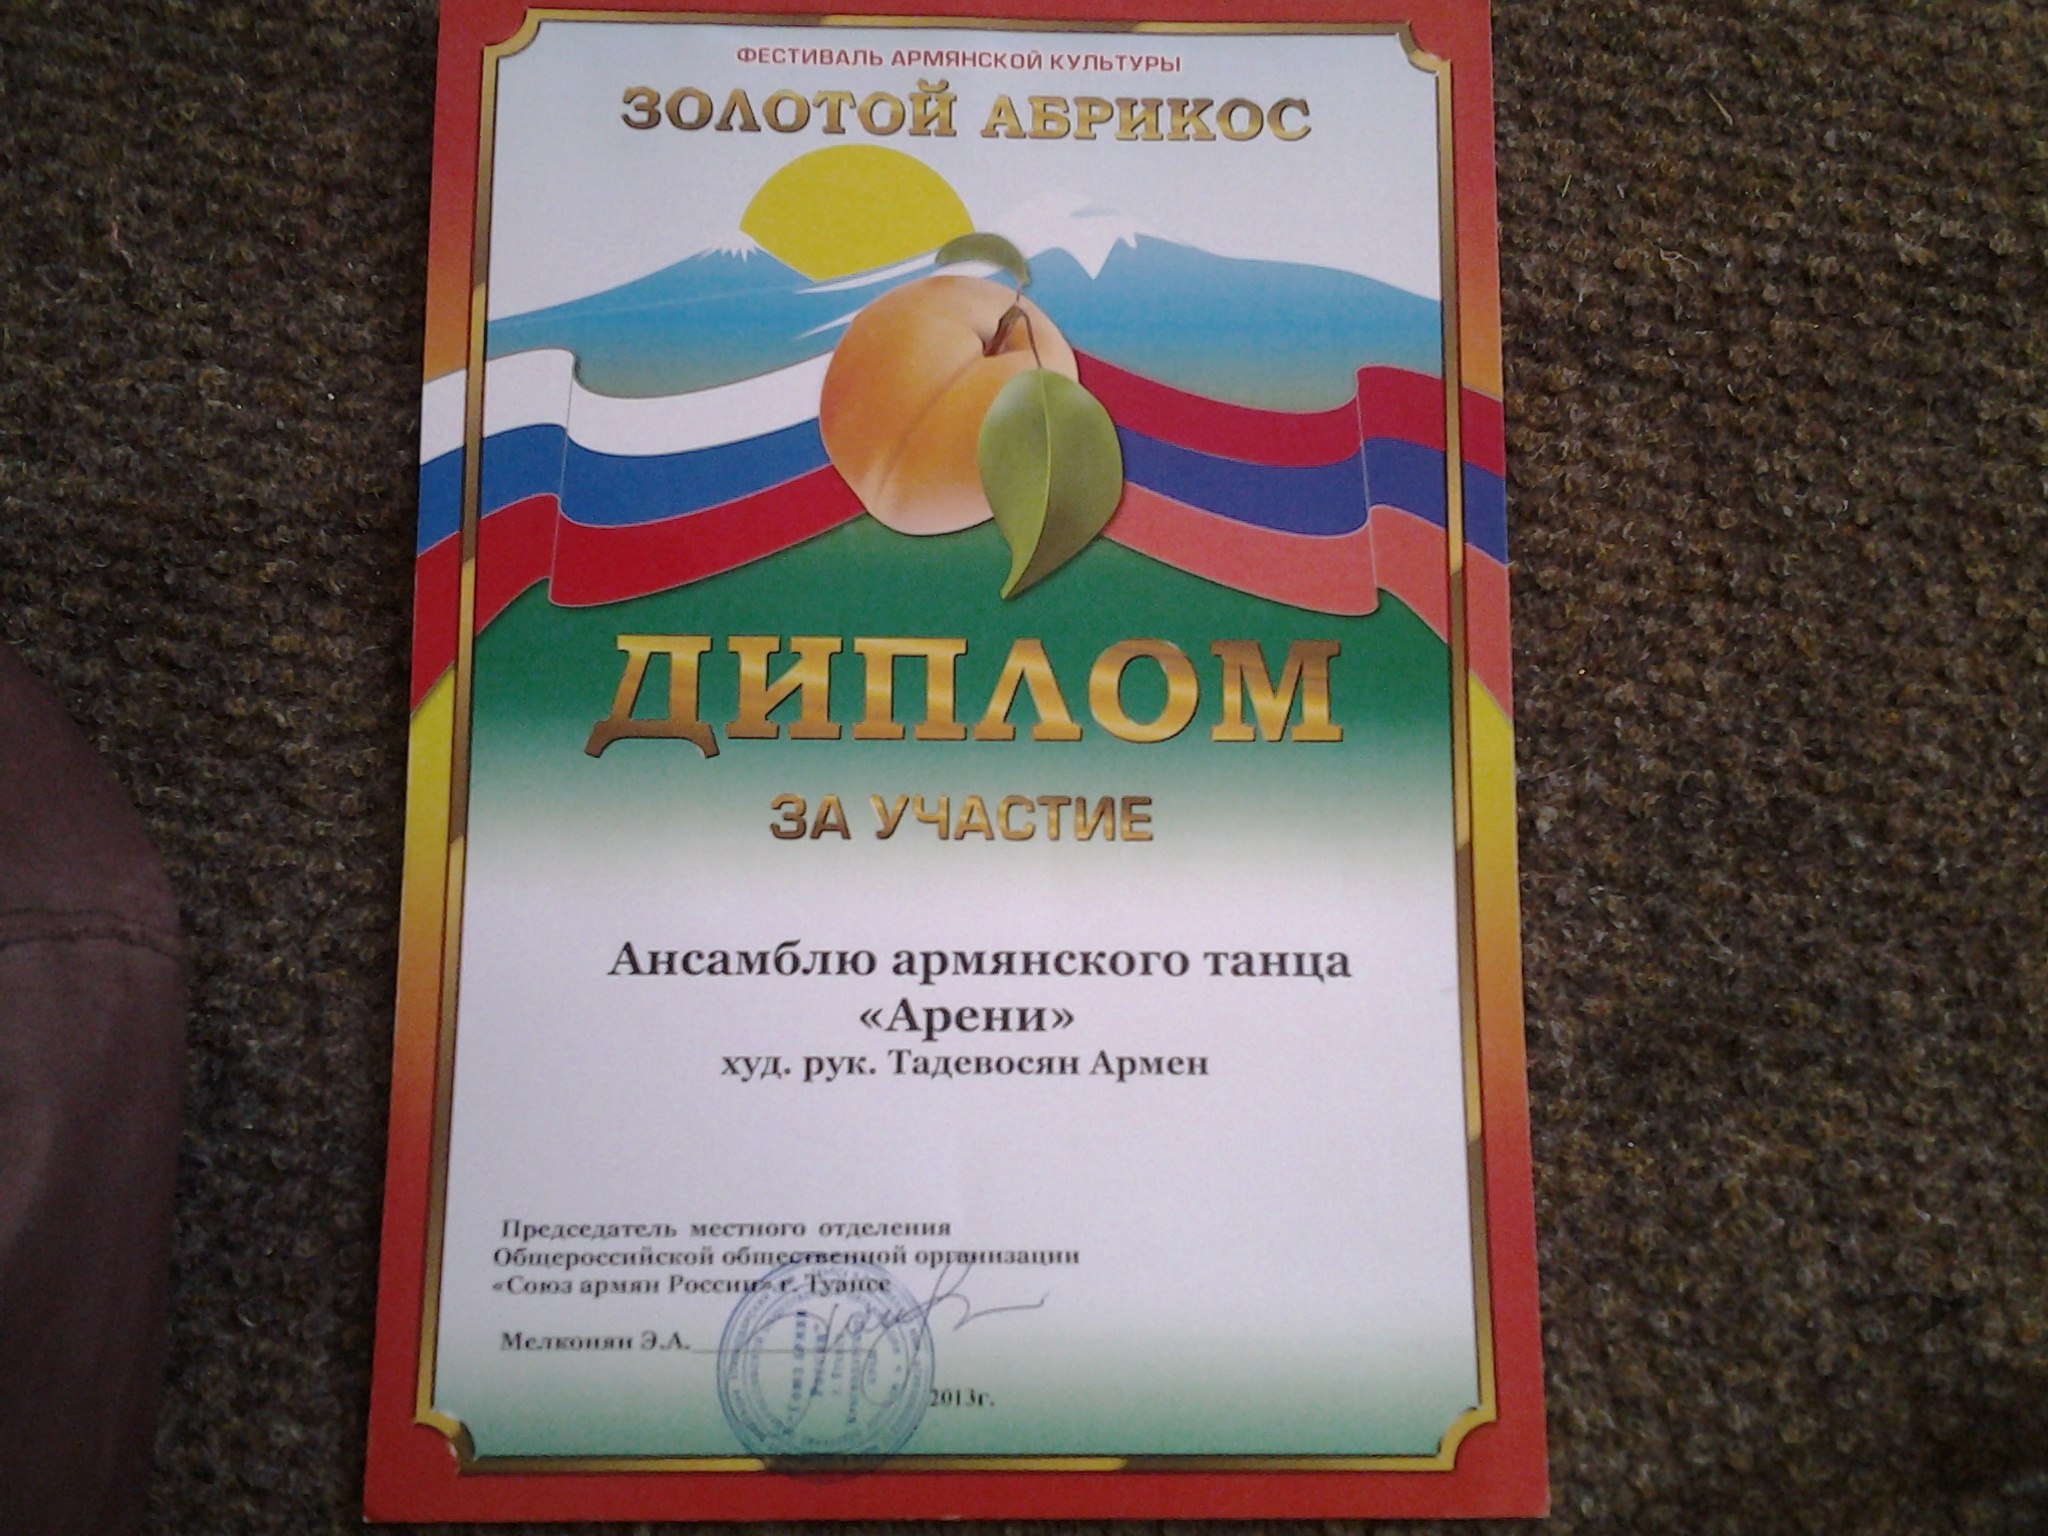 ФЕСТИВАЛЬ АРМЯНСКОЙ КУЛЬТУРЫ
ЗОЛОТОЙ АБРИКОС
ДИПЛОМ
ЗА УЧАСТИЕ
Ансамблю армянского танца
«Арени»
худ. рук. Тадевосян Армен
Председатель местного отделения
Общероссийской общественной организации
«Союз армян России» г. Туапсе
Мелконян Э.А.
2013г.